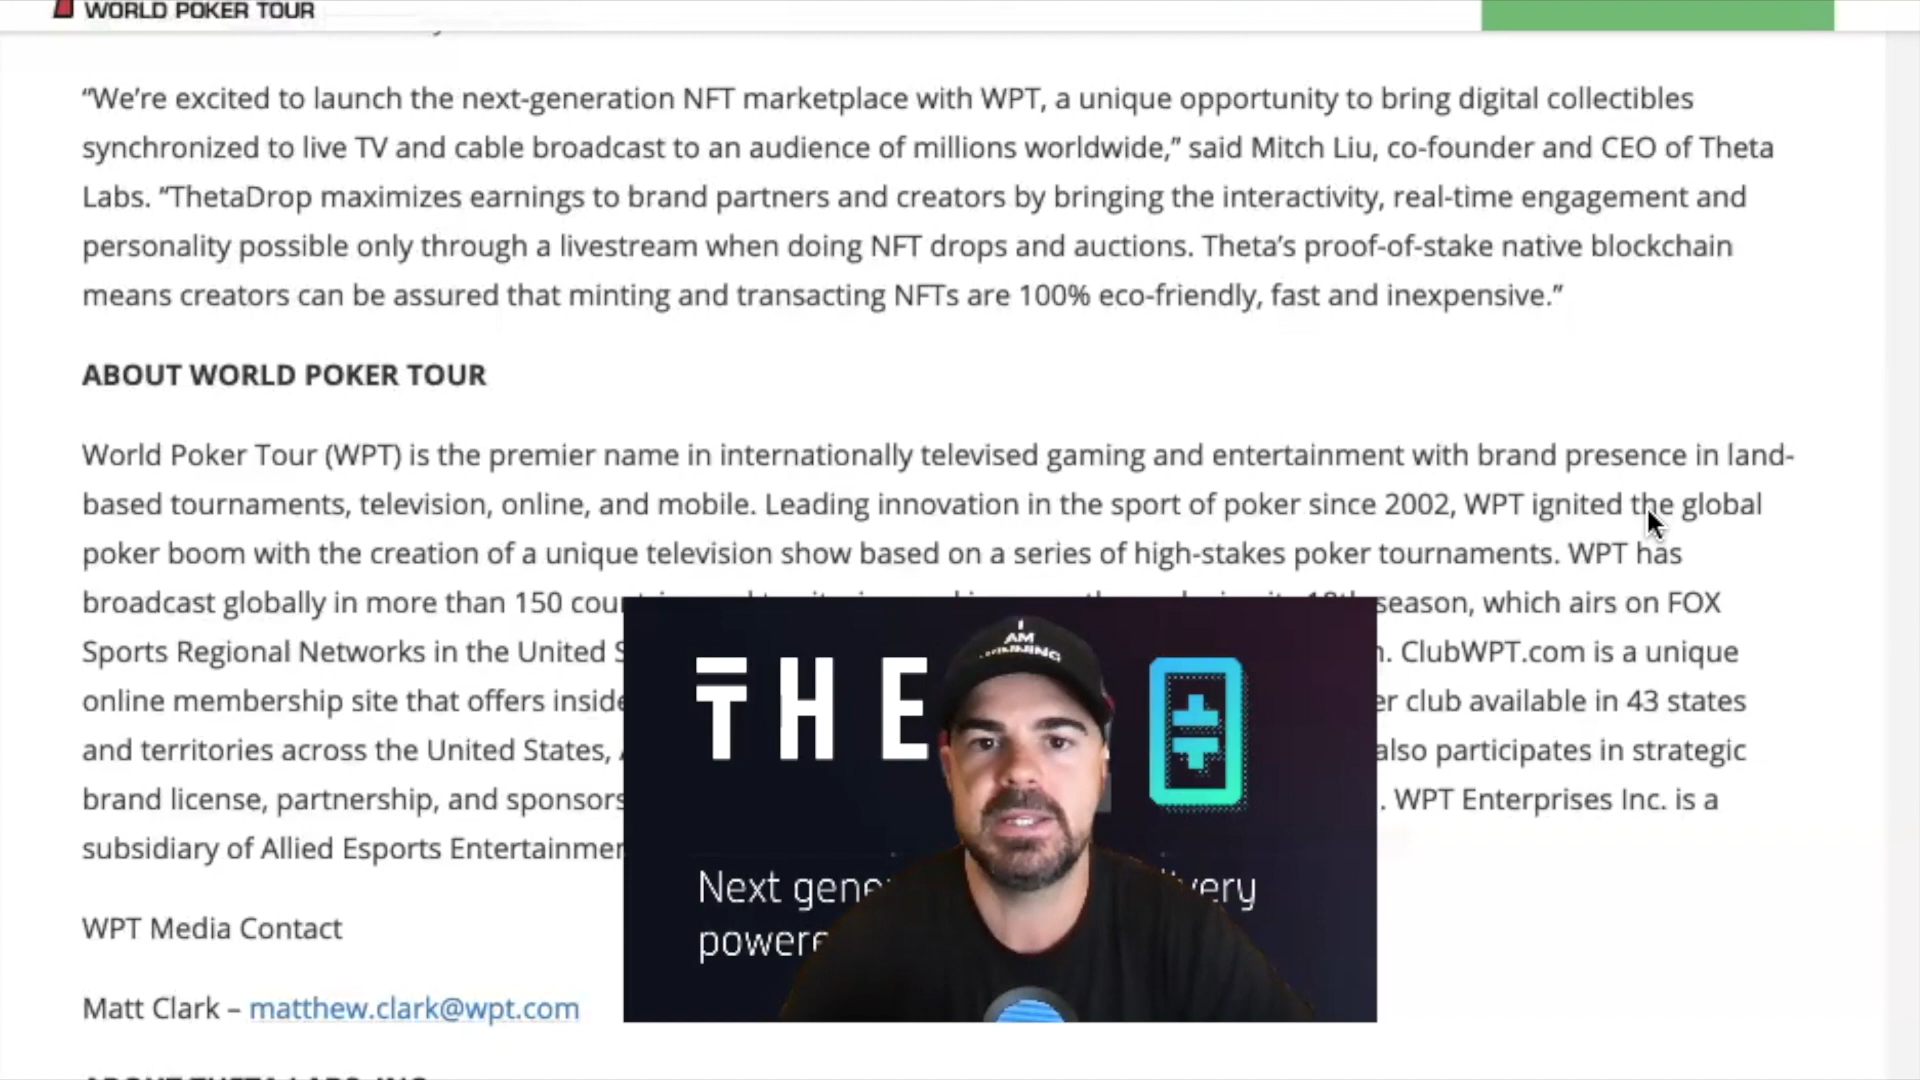 WORLD POKER TOUR
“We’re excited to launch the next-generation NFT marketplace with WPT, a unique opportunity to bring digital collectibles
synchronized to live TV and cable broadcast to an audience of millions worldwide,” said Mitch Liu, co-founder and CEO of Theta
Labs. “ThetaDrop maximizes earnings to brand partners and creators by bringing the interactivity, real-time engagement and
personality possible only through a livestream when doing NFT drops and auctions. Theta’s proof-of-stake native blockchain
means creators can be assured that minting and transacting NFTs are 100% eco-friendly, fast and inexpensive.”
ABOUT WORLD POKER TOUR
World Poker Tour (WPT) is the premier name in internationally televised gaming and entertainment with brand presence in land-
based tournaments, television, online, and mobile. Leading innovation in the sport of poker since 2002, WPT ignited the global
poker boom with the creation of a unique television show based on a series of high-stakes poker tournaments. WPT has
broadcast globally in more than 150 season, which airs on FOX
Sports Regional Networks in the United ClubWPT.com is a unique
online membership site that offers club available in 43 states
and territories across the United States, also participates in strategic
brand license, partnership, and . WPT Enterprises Inc. is a
subsidiary of Allied Esports
I
AM
THE
Next
WPT Media Contact
Matt Clark – matthew.clark@wpt.com